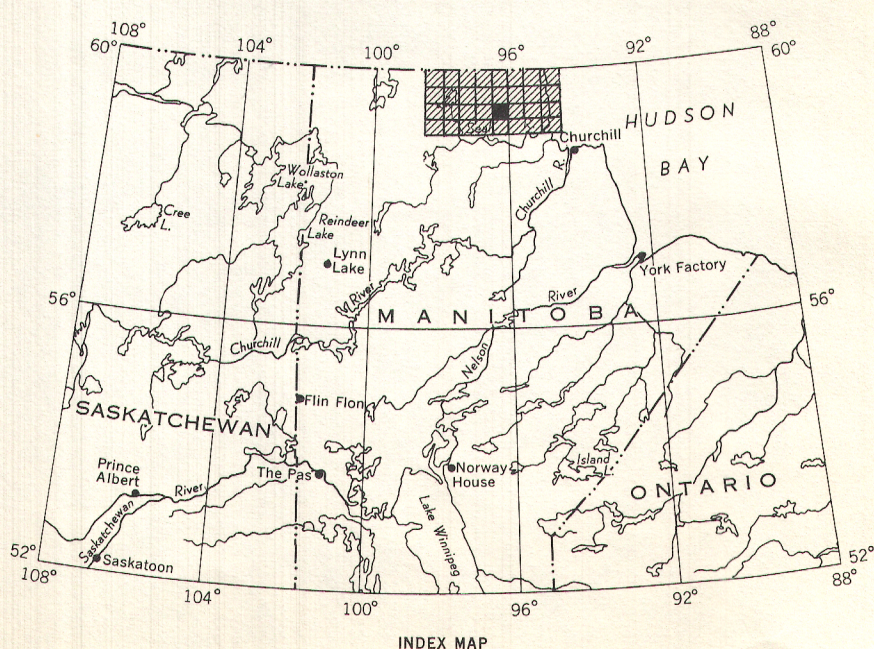 108°
104°
100°
96°
92°
88°
60°
60°
HUDSON
BAY
Seal
Churchill
Churchill R.
Wollaston
Lake
Cree
L.
Reindeer
Lake
Lynn
Lake
River
York Factory
River
56°
56°
MANITOBA
Churchill
Nelson
Flin Flon
SASKATCHEWAN
Prince
Albert
River
The Pas
Norway
House
Island
L.
ONTARIO
Saskatchewan
Lake Winnipeg
Saskatoon
52°
52°
108°
104°
100°
96°
92°
88°
INDEX MAP